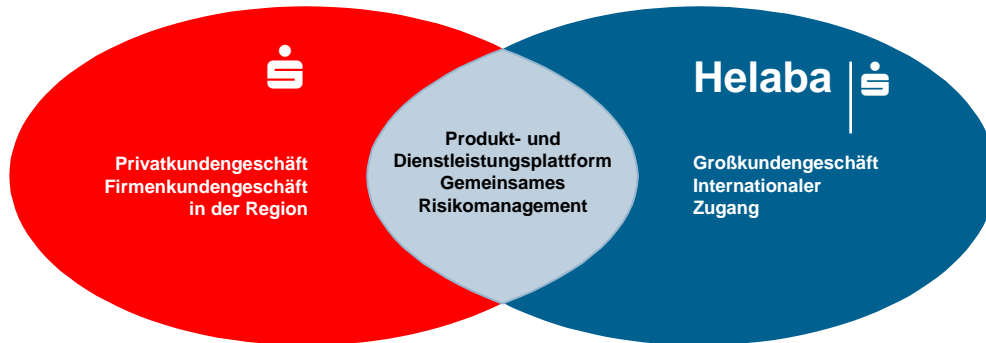 Helaba
Privatkundengeschäft
Firmenkundengeschäft
in der Region
Produkt- und
Dienstleistungsplattform
Gemeinsames
Risikomanagement
Großkundengeschäft
Internationaler
Zugang